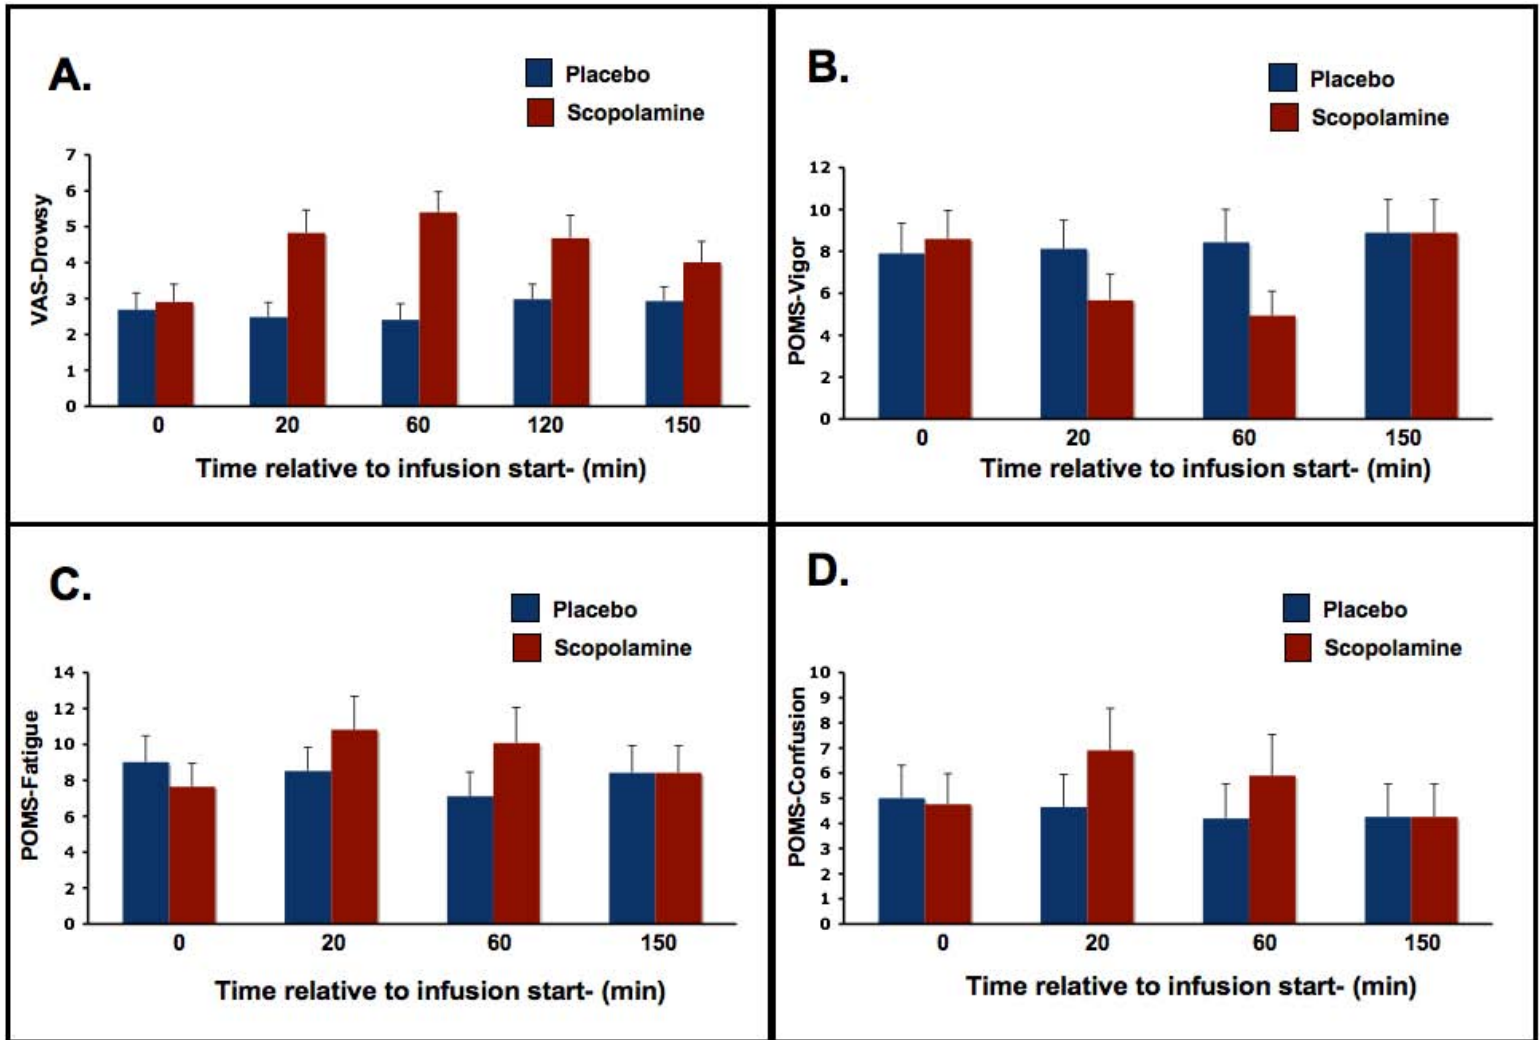 A.
Placebo
Scopolamine
VAS-Drowsy
7
6
5
4
3
2
1
0
0 20 60 120 150
Time relative to infusion start- (min)
B.
Placebo
Scopolamine
POMS-Vigor
12
10
8
6
4
2
0
0 20 60 150
Time relative to infusion start- (min)
C.
Placebo
Scopolamine
POMS-Fatigue
14
12
10
8
6
4
2
0
0 20 60 150
Time relative to infusion start- (min)
D.
Placebo
Scopolamine
POMS-Confusion
10
9
8
7
6
5
4
3
2
1
0
0 20 60 150
Time relative to infusion start- (min)